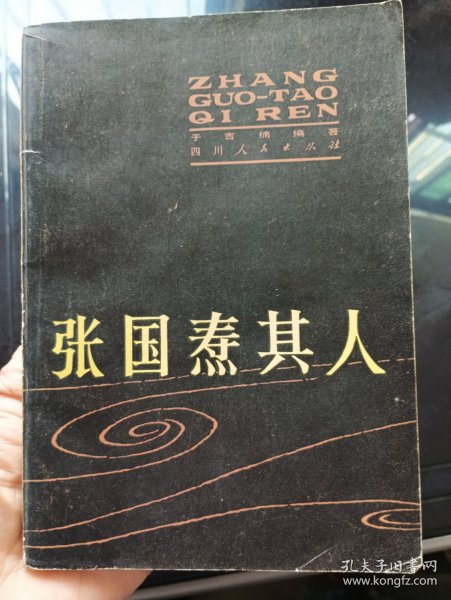 ZHANG
GUO-TAO
QI REN
于吉楠编著
四川人民出版社
张国焘其人
孔夫子旧书网
www.kongfz.com